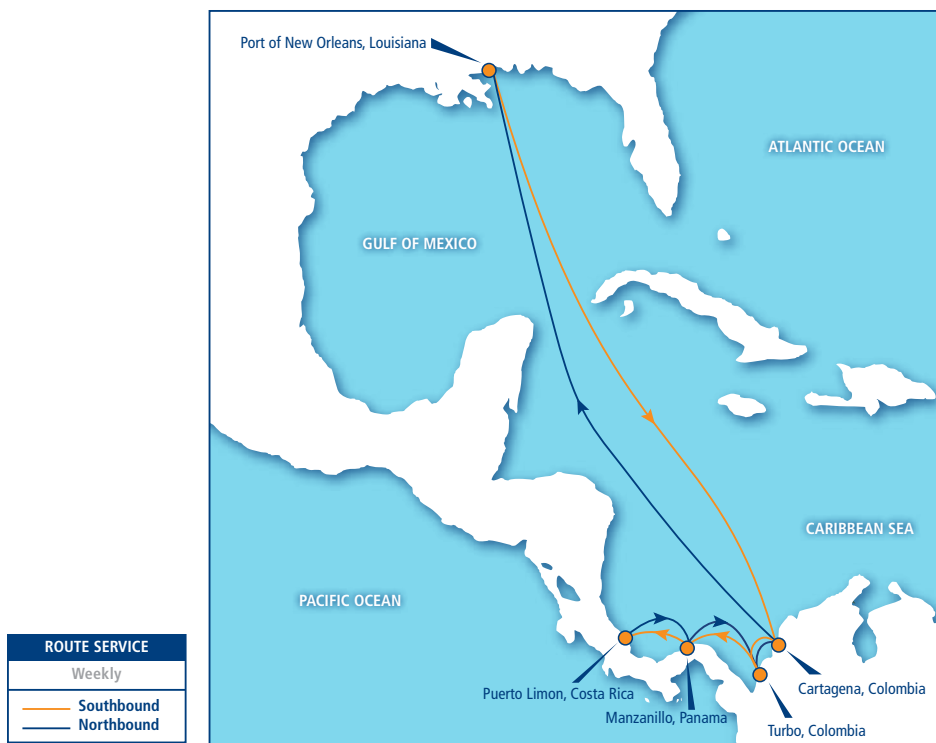 Port of New Orleans, Louisiana
ATLANTIC OCEAN
GULF OF MEXICO
CARIBBEAN SEA
PACIFIC OCEAN
ROUTE SERVICE
Weekly
Southbound
Northbound
Puerto Limon, Costa Rica
Cartagena, Colombia
Manzanillo, Panama
Turbo, Colombia